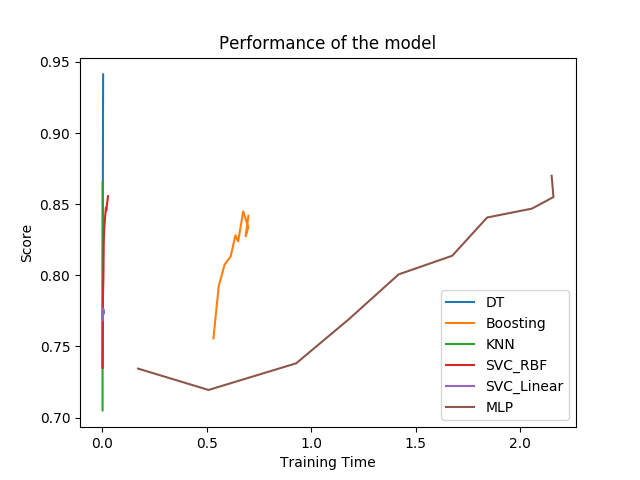 Performance of the model
Score
0.95
0.90
0.85
0.80
0.75
0.70
DT
Boosting
KNN
SVC_RBF
SVC_Linear
MLP
0.0 0.5 1.0 1.5 2.0
Training Time